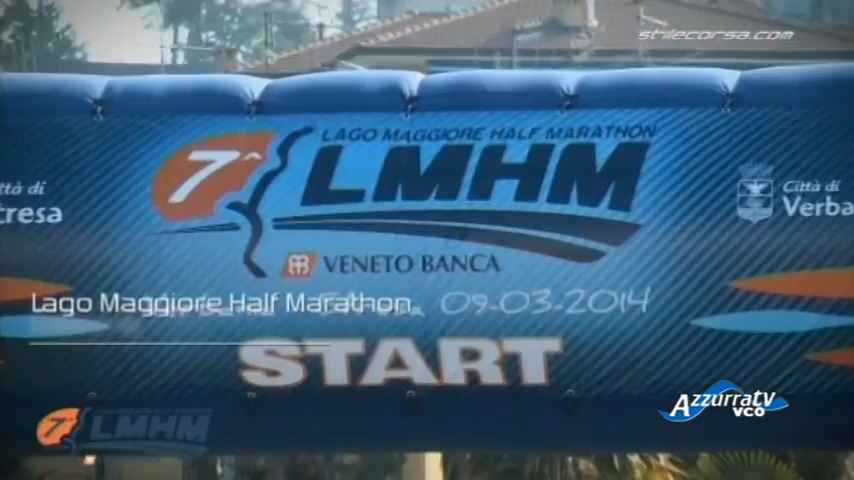 stilecorsa.com
LAGO MAGGIORE HALF MARATHON
7^
LMHM
Città di
Città di
Verba
VENETO BANCA
Lago Maggiore Half Marathon
09-03-2014
START
Azzurratv
VCO
7^
LMHM